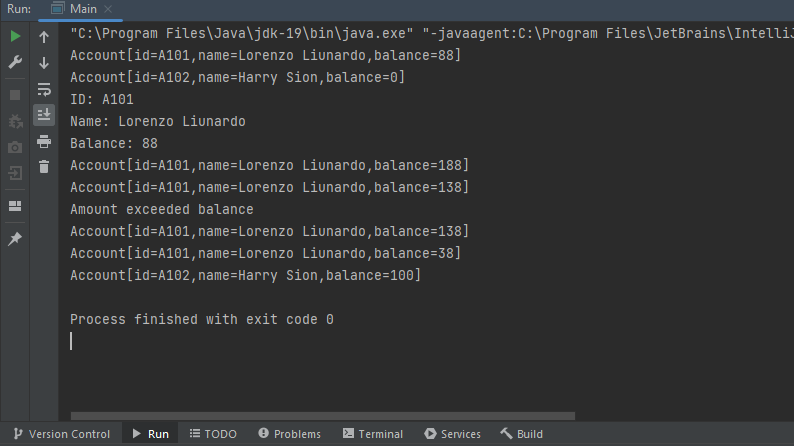 Run: Main
"C:\Program Files\Java\jdk-19\bin\java.exe" "-javaagent:C:\Program Files\JetBrains\IntelliJ
Account[id=A101,name=Lorenzo Liunardo,balance=88]
Account[id=A102,name=Harry Sion,balance=0]
ID: A101
Name: Lorenzo Liunardo
Balance: 88
Account[id=A101,name=Lorenzo Liunardo,balance=188]
Account[id=A101,name=Lorenzo Liunardo,balance=138]
Amount exceeded balance
Account[id=A101,name=Lorenzo Liunardo,balance=138]
Account[id=A101,name=Lorenzo Liunardo,balance=38]
Account[id=A102,name=Harry Sion,balance=100]
Process finished with exit code 0
Version Control Run TODO Problems Terminal Services Build